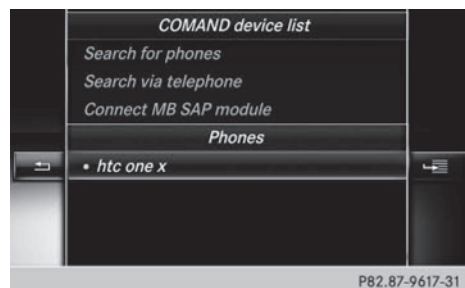 COMAND device list
Search for phones
Search via telephone
Connect MB SAP module
Phones
• htc one x
P82.87-9617-31